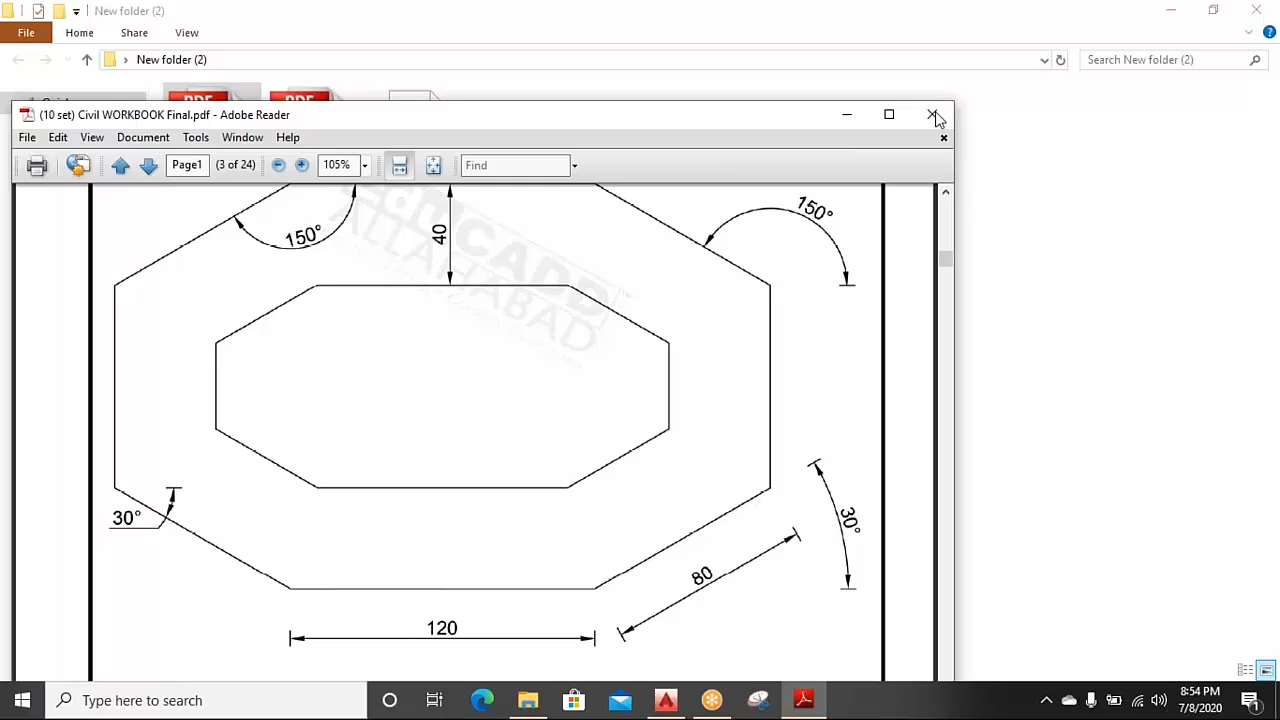 New folder (2)
File Home Share View
New folder (2)
Search New folder (2)
(10 set) Civil WORKBOOK Final.pdf - Adobe Reader
File Edit View Document Tools Window Help
Page1 (3 of 24) 105% Find
150°
40
150°
CADD
ALLAHABAD
30°
30°
80
120
Type here to search
8:54 PM
7/8/2020